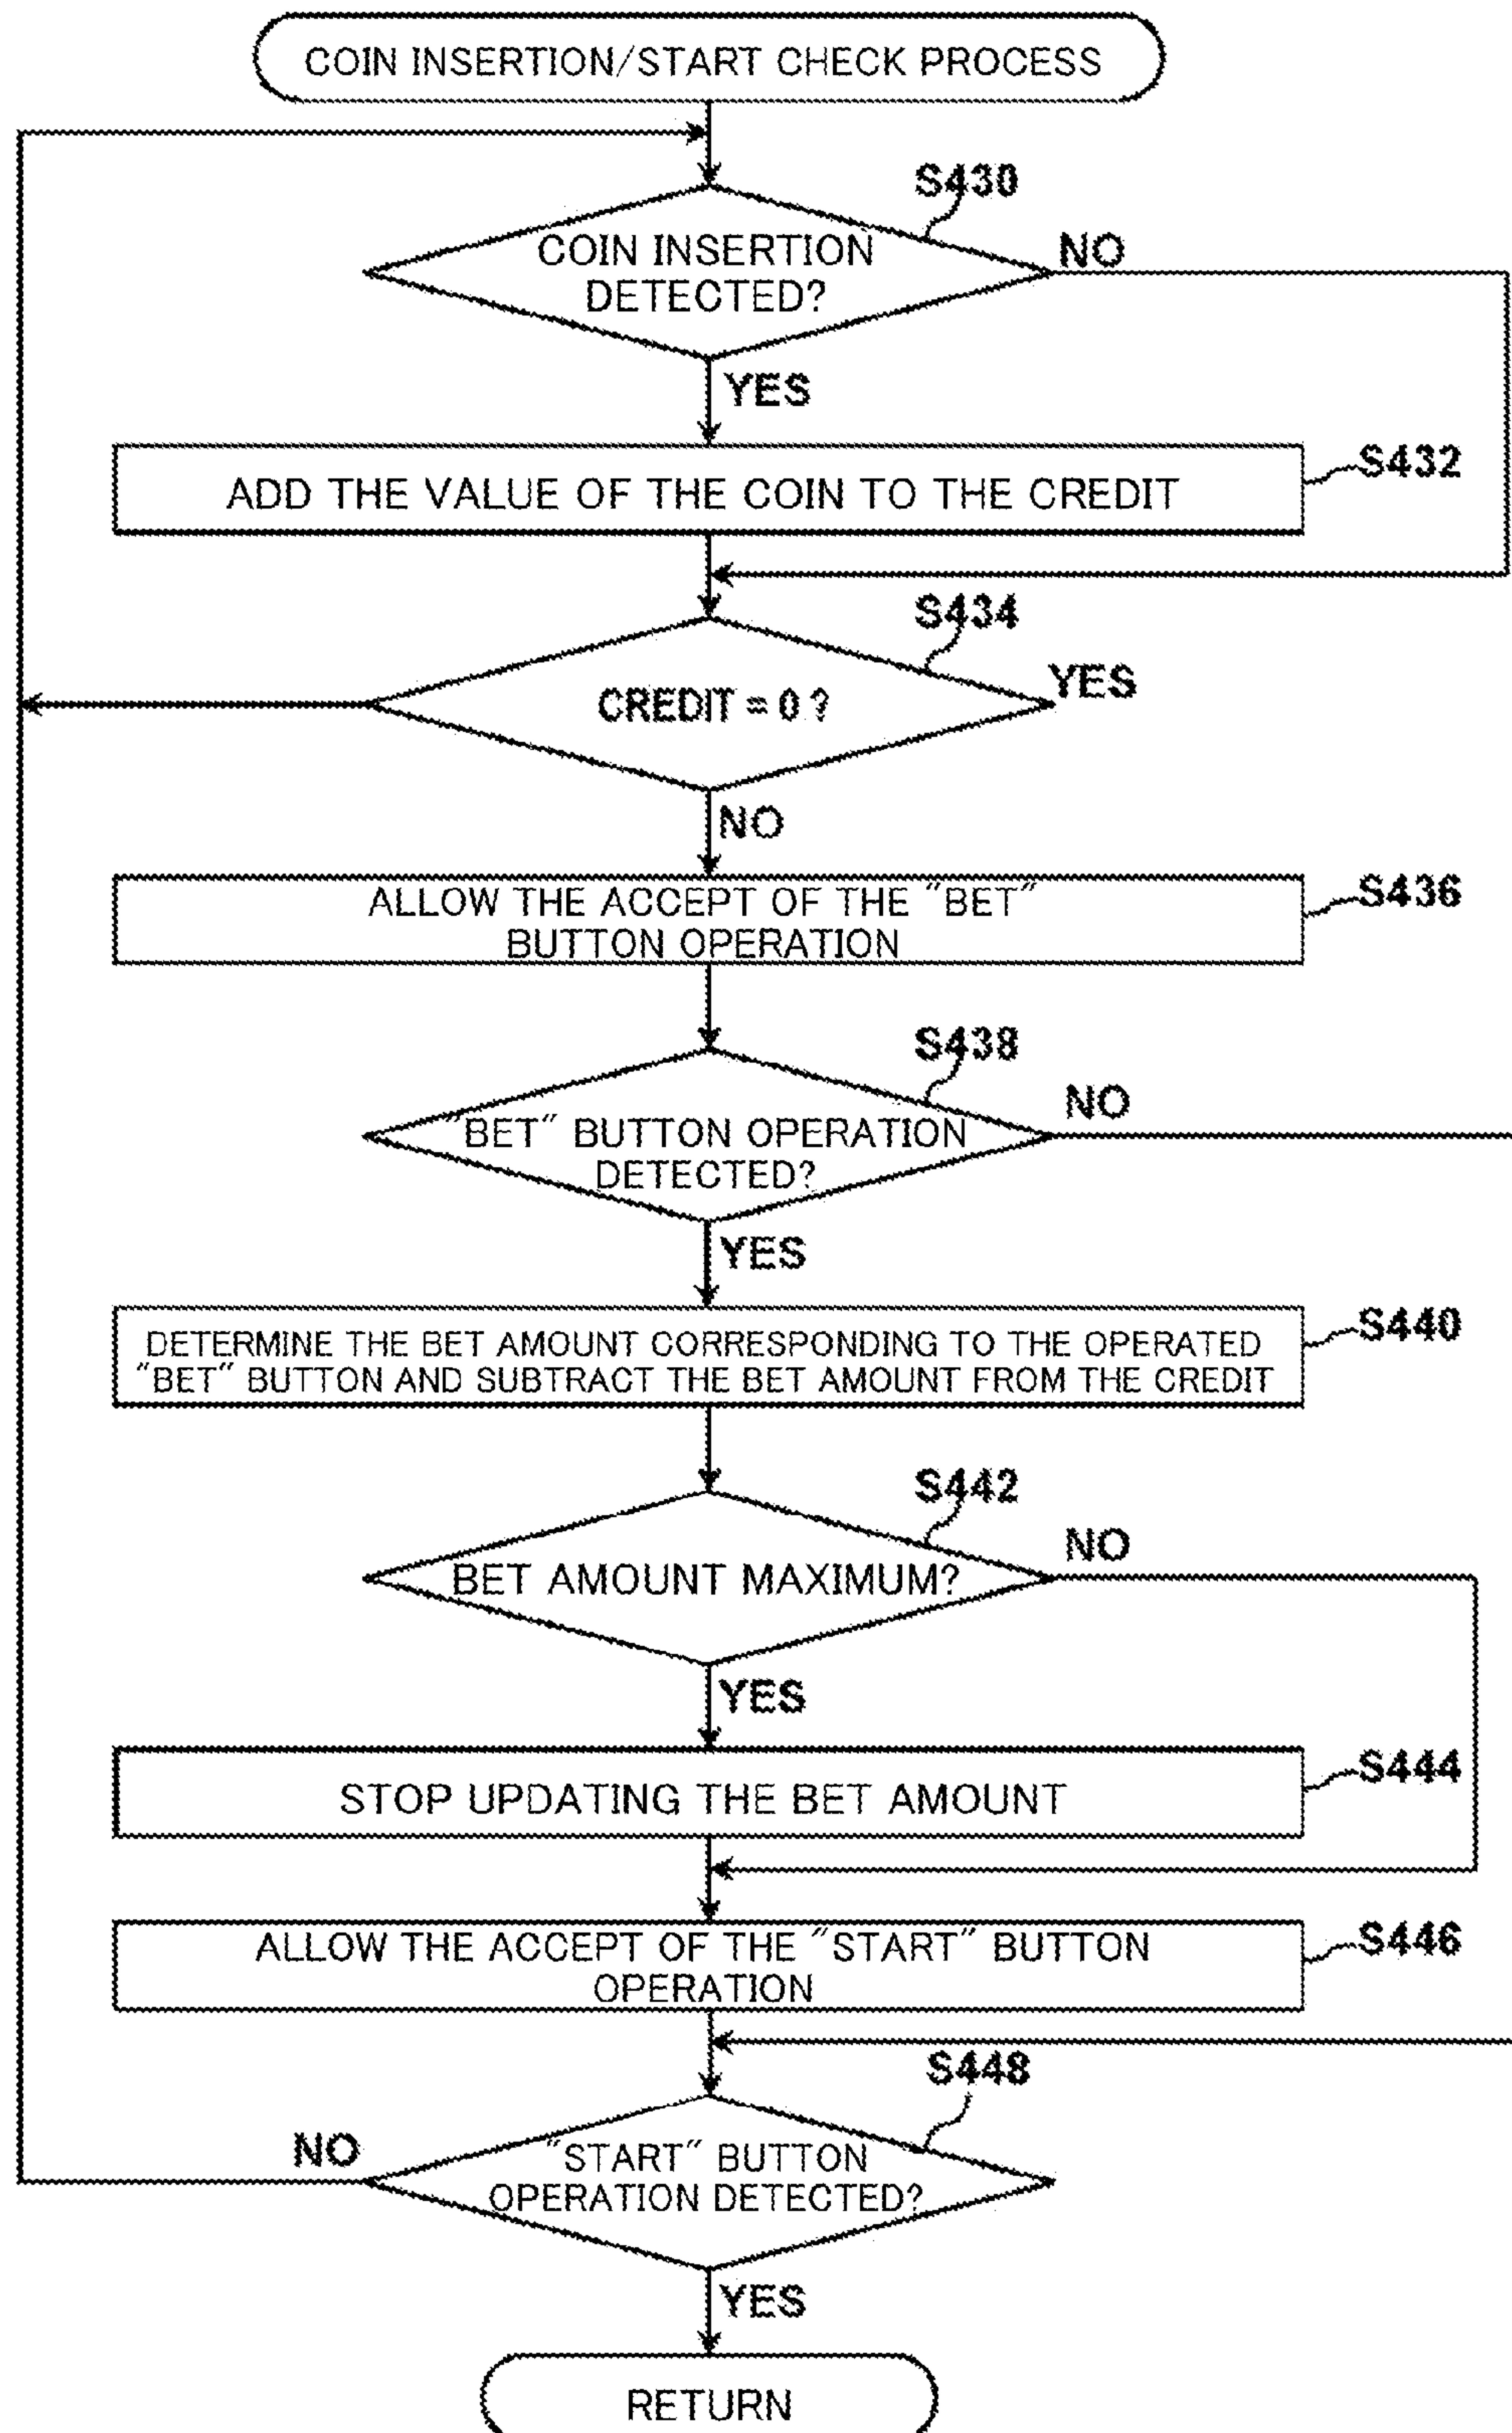 COIN INSERTION/START CHECK PROCESS
S430
COIN INSERTION
DETECTED?
NO
YES
ADD THE VALUE OF THE COIN TO THE CREDIT
S432
S434
CREDIT = 0 ?
YES
NO
ALLOW THE ACCEPT OF THE "BET"
BUTTON OPERATION
S436
S438
"BET" BUTTON OPERATION
DETECTED?
NO
YES
DETERMINE THE BET AMOUNT CORRESPONDING TO THE OPERATED
"BET" BUTTON AND SUBTRACT THE BET AMOUNT FROM THE CREDIT
S440
S442
BET AMOUNT MAXIMUM?
NO
YES
STOP UPDATING THE BET AMOUNT
S444
ALLOW THE ACCEPT OF THE "START" BUTTON
OPERATION
S446
S448
NO
"START" BUTTON
OPERATION DETECTED?
YES
RETURN